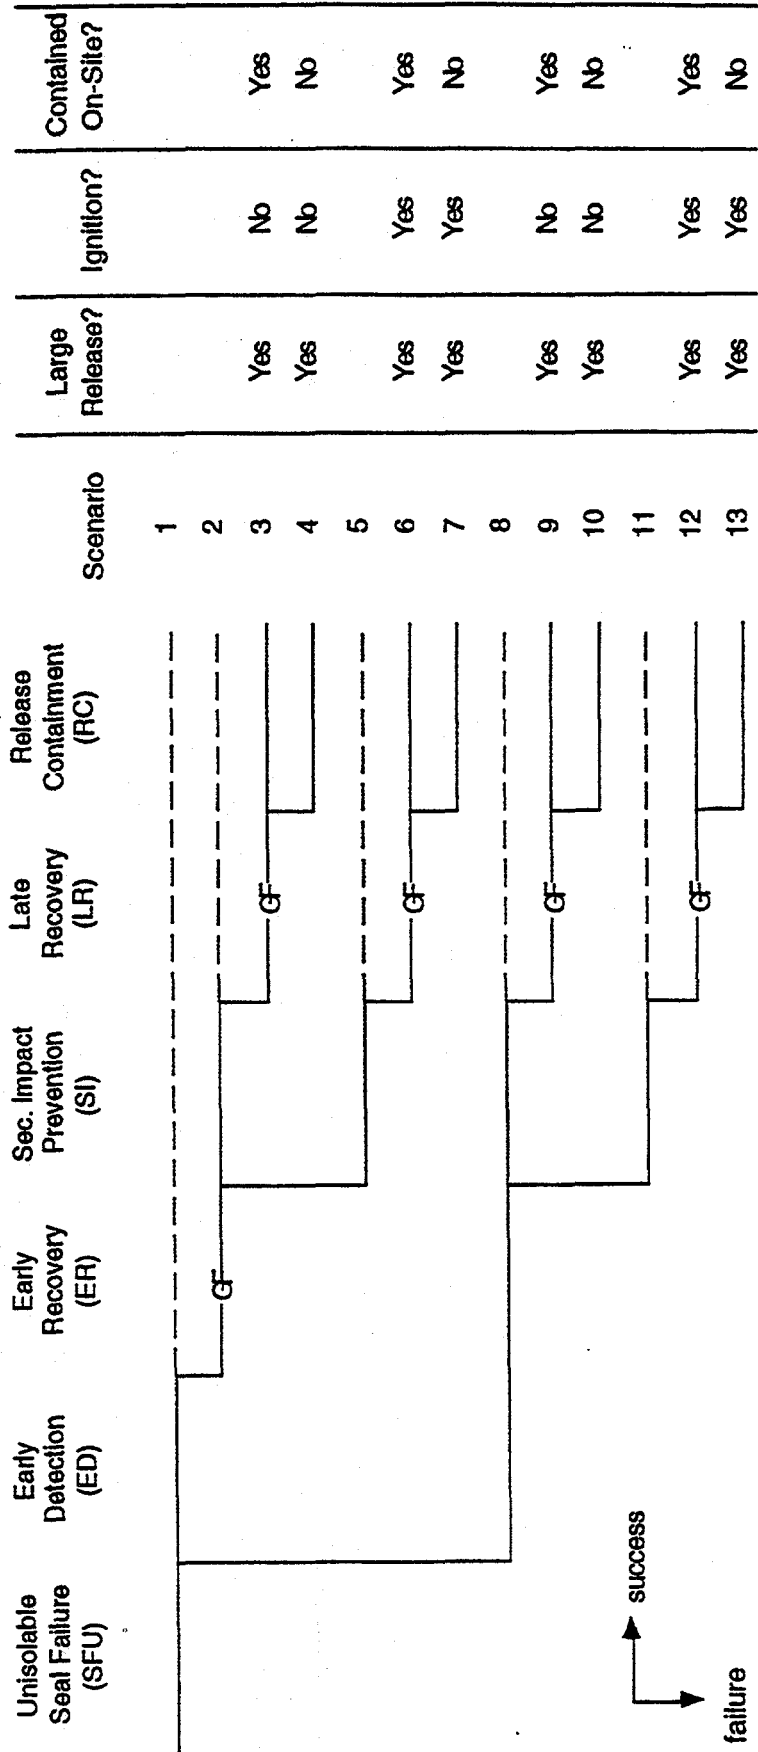 Unisolable
Seal Failure
(SFU)
Early
Detection
(ED)
Early
Recovery
(ER)
Sec. Impact
Prevention
(SI)
Late
Recovery
(LR)
Release
Containment
(RC)
Scenario
Large
Release?
Ignition?
Contained
On-Site?
1
2
3 Yes No Yes
4 Yes No No
5
6 Yes Yes Yes
7 Yes Yes No
8
9 Yes No Yes
10 Yes No No
11
12 Yes Yes Yes
13 Yes Yes No
GF
GF
GF
GF
GF
success
failure